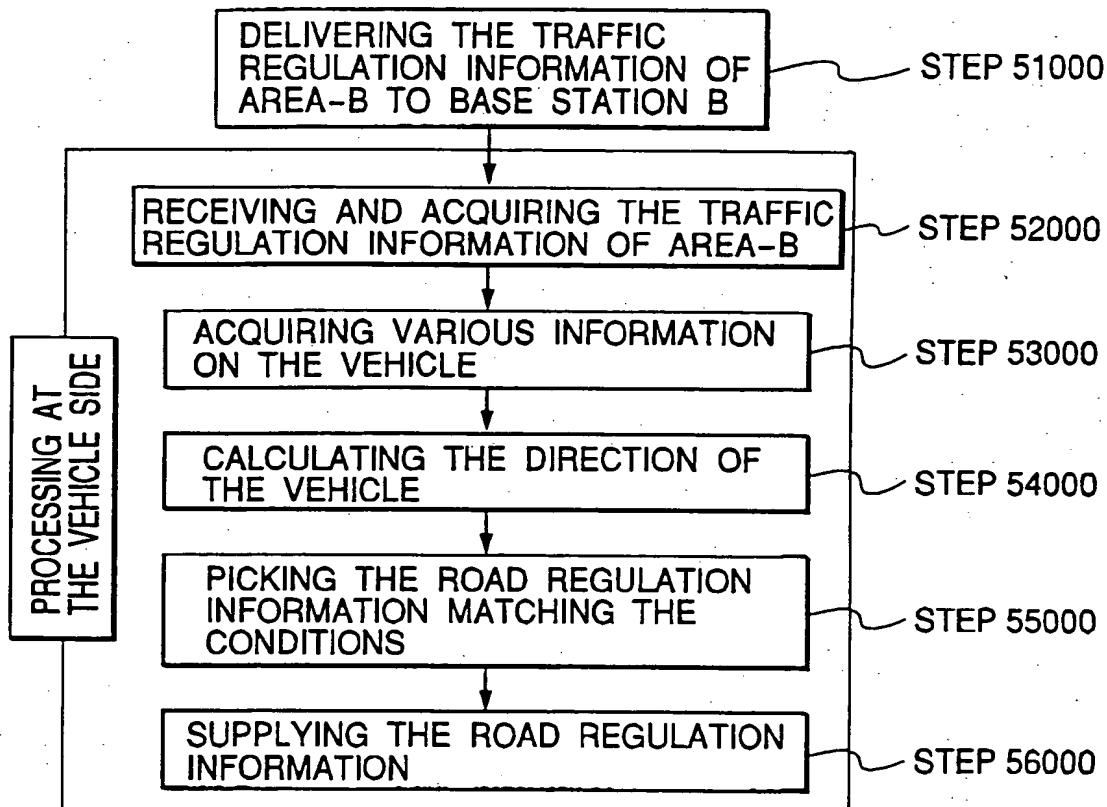 DELIVERING THE TRAFFIC
REGULATION INFORMATION OF
AREA-B TO BASE STATION B
STEP 51000
RECEIVING AND ACQUIRING THE TRAFFIC
REGULATION INFORMATION OF AREA-B
STEP 52000
PROCESSING AT
THE VEHICLE SIDE
ACQUIRING VARIOUS INFORMATION
ON THE VEHICLE
STEP 53000
CALCULATING THE DIRECTION OF
THE VEHICLE
STEP 54000
PICKING THE ROAD REGULATION
INFORMATION MATCHING THE
CONDITIONS
STEP 55000
SUPPLYING THE ROAD REGULATION
INFORMATION
STEP 56000